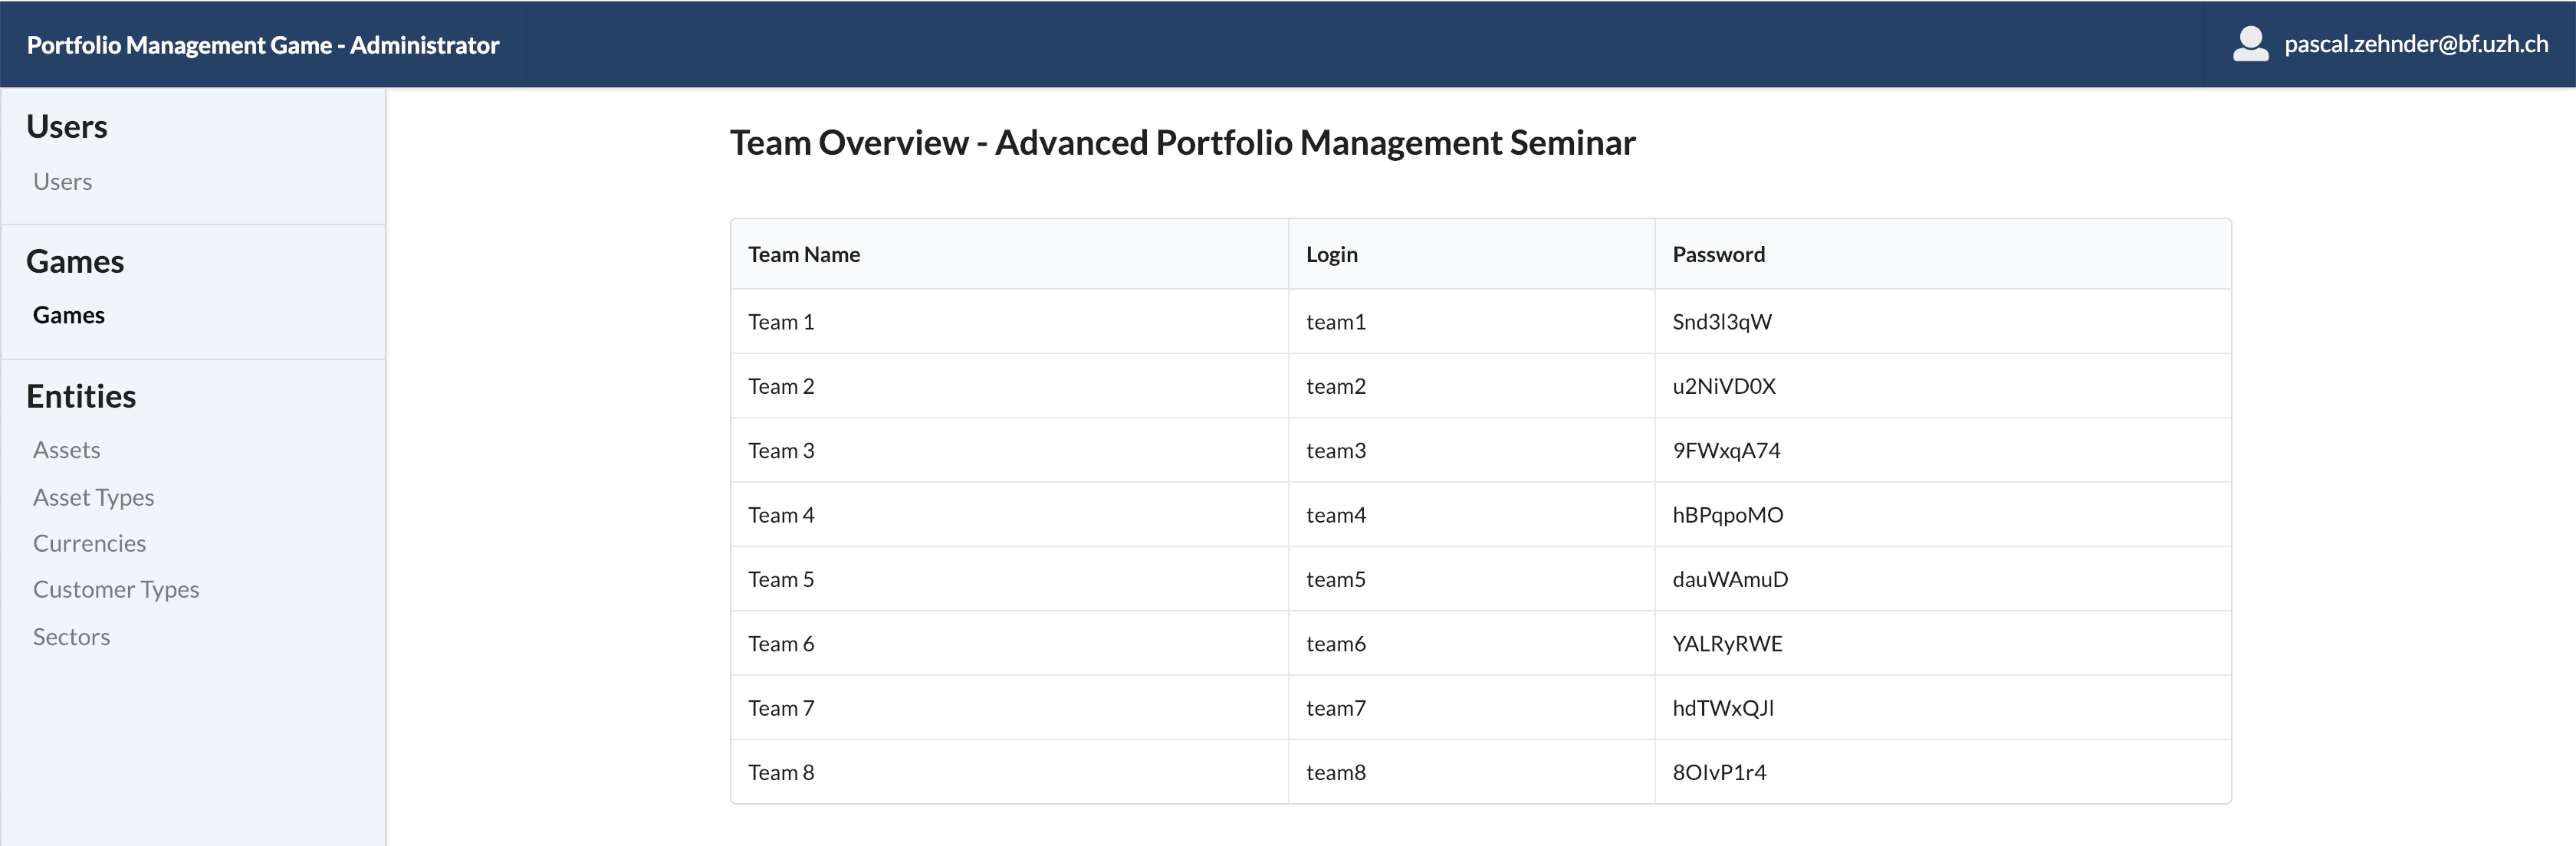 Portfolio Management Game - Administrator
pascal.zehnder@bf.uzh.ch
Users
Users
Games
Games
Entities
Assets
Asset Types
Currencies
Customer Types
Sectors
Team Overview - Advanced Portfolio Management Seminar
Team Name Login Password
Team 1 team1 Snd3l3qW
Team 2 team2 u2NiVD0X
Team 3 team3 9FWxqA74
Team 4 team4 hBPqpoMO
Team 5 team5 dauWAmuD
Team 6 team6 YALRyRWE
Team 7 team7 hdTWxQJl
Team 8 team8 8OIvP1r4